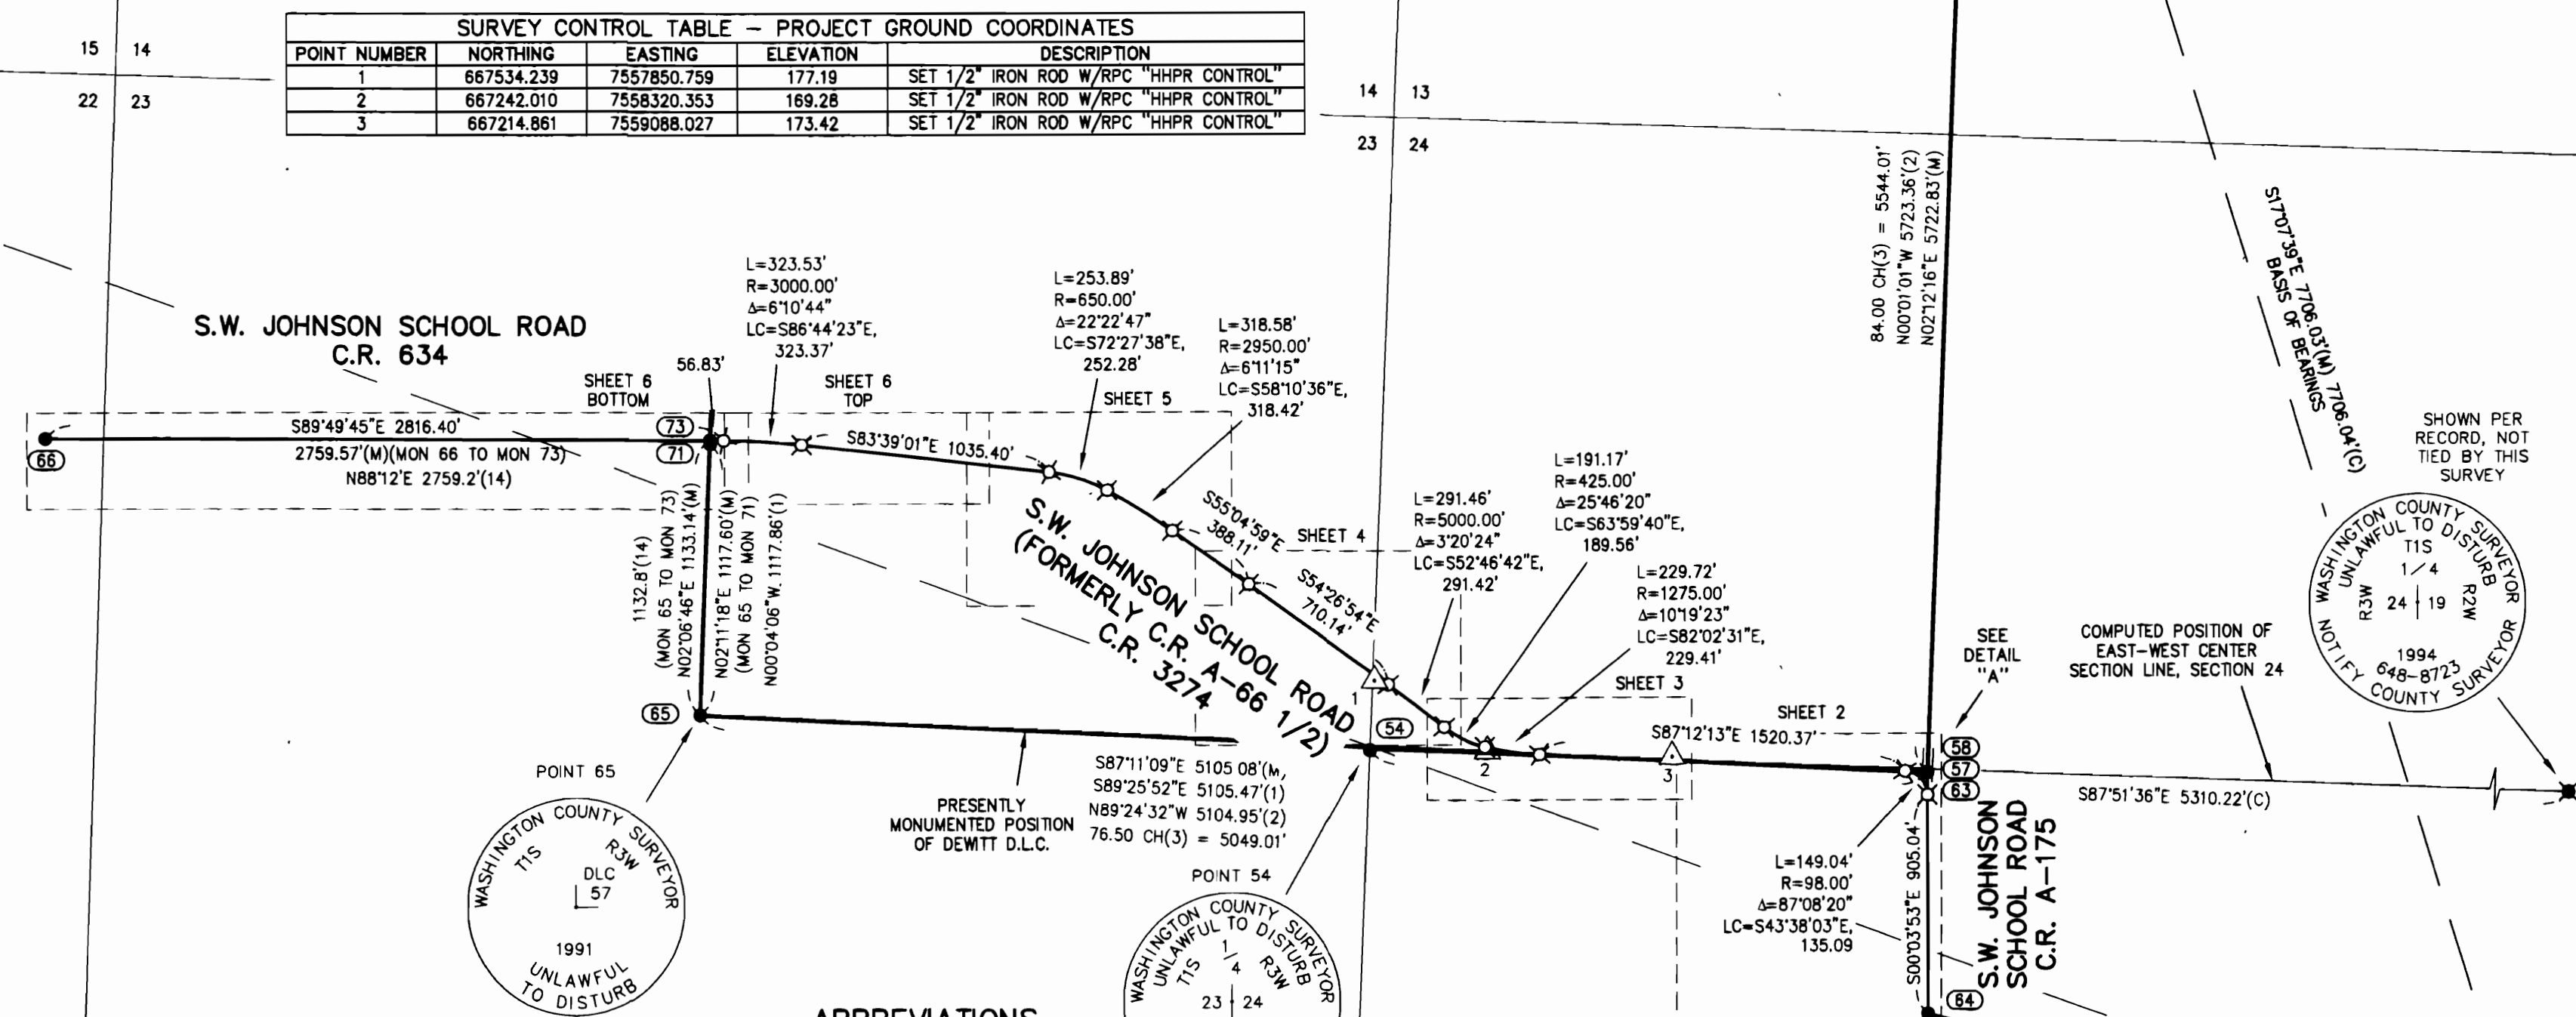 SURVEY CONTROL TABLE – PROJECT GROUND COORDINATES
POINT NUMBER NORTHING EASTING ELEVATION DESCRIPTION
1 667534.239 7557850.759 177.19 SET 1/2" IRON ROD W/RPC "HHPR CONTROL"
2 667242.010 7558320.353 169.28 SET 1/2" IRON ROD W/RPC "HHPR CONTROL"
3 667214.861 7559088.027 173.42 SET 1/2" IRON ROD W/RPC "HHPR CONTROL"
15 14
22 23
14 13
23 24
84.00 CH(3) = 5544.01'
N00°01'01"W 5723.36'(2)
N02°12'16"E 5722.83'(M)
S17°07'39"E 7706.03'(M) 7706.04'(C)
BASIS OF BEARINGS
S.W. JOHNSON SCHOOL ROAD
C.R. 634
L=323.53'
R=3000.00'
Δ=6°10'44"
LC=S86°44'23"E,
323.37'
L=253.89'
R=650.00'
Δ=22°22'47"
LC=S72°27'38"E,
252.28'
L=318.58'
R=2950.00'
Δ=6°11'15"
LC=S58°10'36"E,
318.42'
56.83'
SHEET 6
BOTTOM
SHEET 6
TOP
SHEET 5
S89°49'45"E 2816.40'
73
66
2759.57'(M)(MON 66 TO MON 73)
71
N88°12'E 2759.2'(14)
S83°39'01"E 1035.40'
1132.8'(14)
(MON 65 TO MON 73)
N02°06'46"E 1133.14'(M)
N02°11'18"E 1117.60'(M)
(MON 65 TO MON 71)
N00°04'06"W 1117.86'(1)
S55°04'59"E
388.11'
SHEET 4
S54°26'54"E
710.14'
S.W. JOHNSON SCHOOL ROAD
(FORMERLY C.R. A-66 1/2)
C.R. 3274
L=291.46'
R=5000.00'
Δ=3°20'24"
LC=S52°46'42"E,
291.42'
L=191.17'
R=425.00'
Δ=25°46'20"
LC=S63°59'40"E,
189.56'
L=229.72'
R=1275.00'
Δ=10°19'23"
LC=S82°02'31"E,
229.41'
SHOWN PER
RECORD, NOT
TIED BY THIS
SURVEY
WASHINGTON COUNTY SURVEYOR
UNLAWFUL TO DISTURB
T1S
1/4
R3W 24 19 R2W
1994
648-8723
NOTIFY COUNTY SURVEYOR
SEE
DETAIL
"A"
COMPUTED POSITION OF
EAST-WEST CENTER
SECTION LINE, SECTION 24
SHEET 3
SHEET 2
65
1
54
2
3
S87°12'13"E 1520.37'
58
57
63
S87°51'36"E 5310.22'(C)
POINT 65
WASHINGTON COUNTY SURVEYOR
T1S R3W
DLC
57
1991
UNLAWFUL
TO DISTURB
PRESENTLY
MONUMENTED POSITION
OF DEWITT D.L.C.
S87°11'09"E 5105 08'(M,
S89°25'52"E 5105.47'(1)
N89°24'32"W 5104.95'(2)
76.50 CH(3) = 5049.01'
POINT 54
WASHINGTON COUNTY SURVEYOR
UNLAWFUL TO DISTURB
T1S 1/4 R3W
23 24
L=149.04'
R=98.00'
Δ=87°08'20"
LC=S43°38'03"E,
135.09
S00°03'53"E 905.04'
S.W. JOHNSON
SCHOOL ROAD
C.R. A-175
64
ABBREVIATIONS